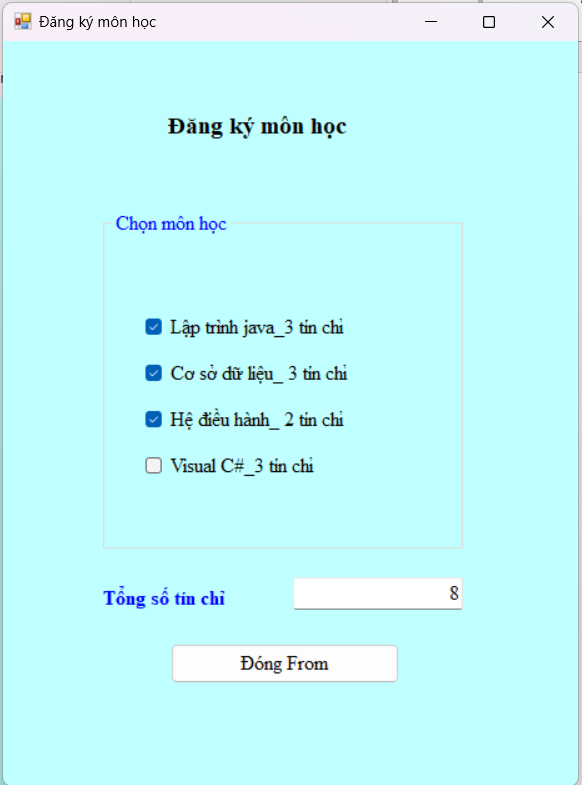 Đăng ký môn học
Đăng ký môn học
Chọn môn học
Lập trình java_3 tín chỉ
Cơ sở dữ liệu_ 3 tín chỉ
Hệ điều hành_ 2 tín chỉ
Visual C#_3 tín chỉ
Tổng số tín chỉ 8
Đóng From